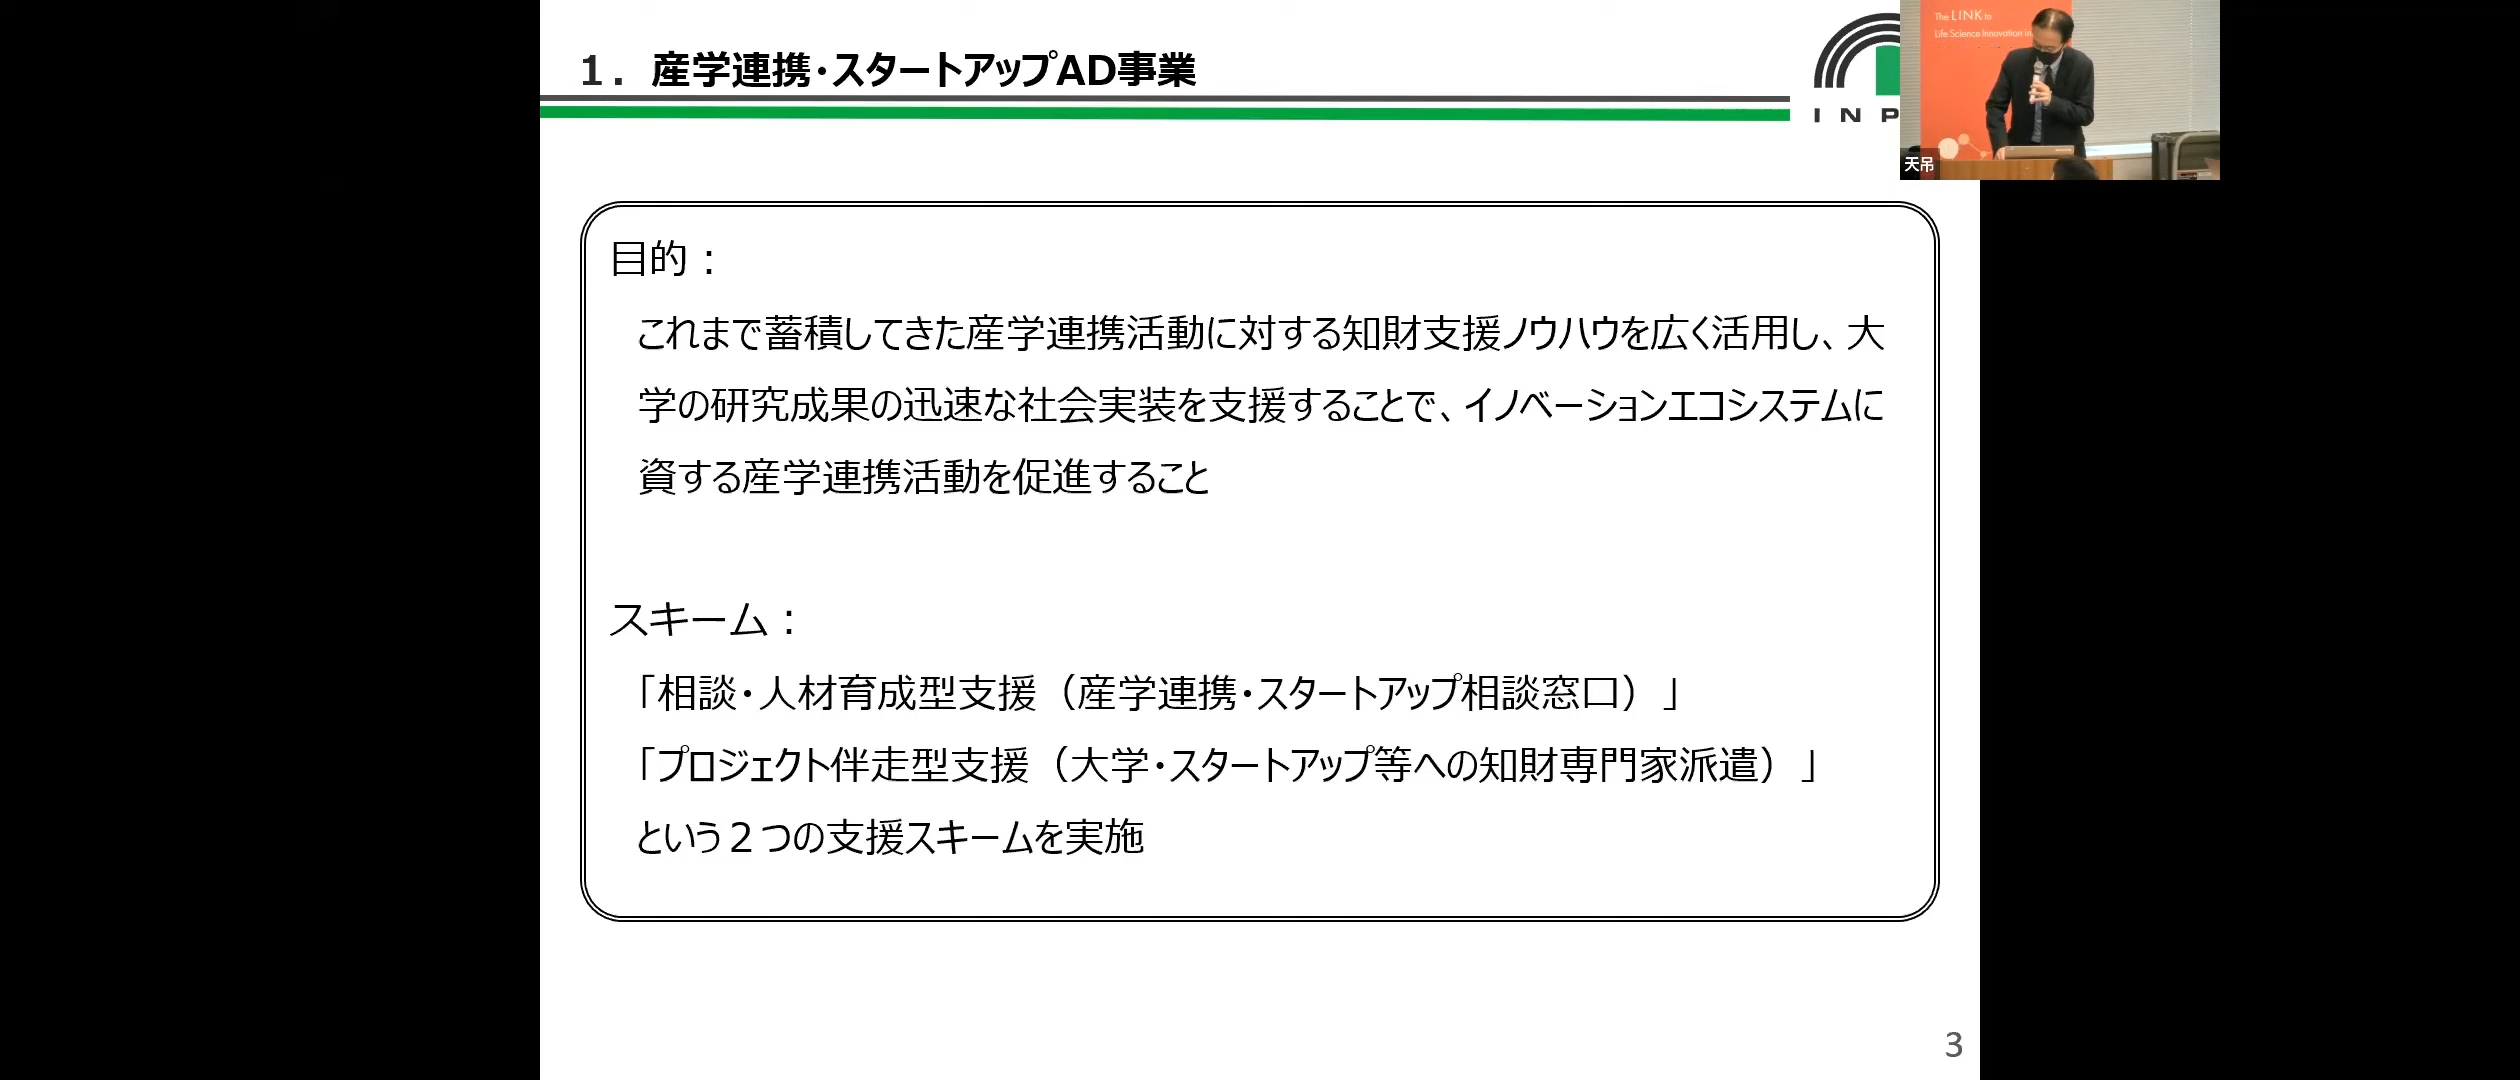 1．産学連携・スタートアップAD事業
INP
The LINK to
Life Science Innovation in
天吊
目的：
これまで蓄積してきた産学連携活動に対する知財支援ノウハウを広く活用し、大
学の研究成果の迅速な社会実装を支援することで、イノベーションエコシステムに
資する産学連携活動を促進すること
スキーム：
「相談・人材育成型支援（産学連携・スタートアップ相談窓口）」
「プロジェクト伴走型支援（大学・スタートアップ等への知財専門家派遣）」
という２つの支援スキームを実施
3